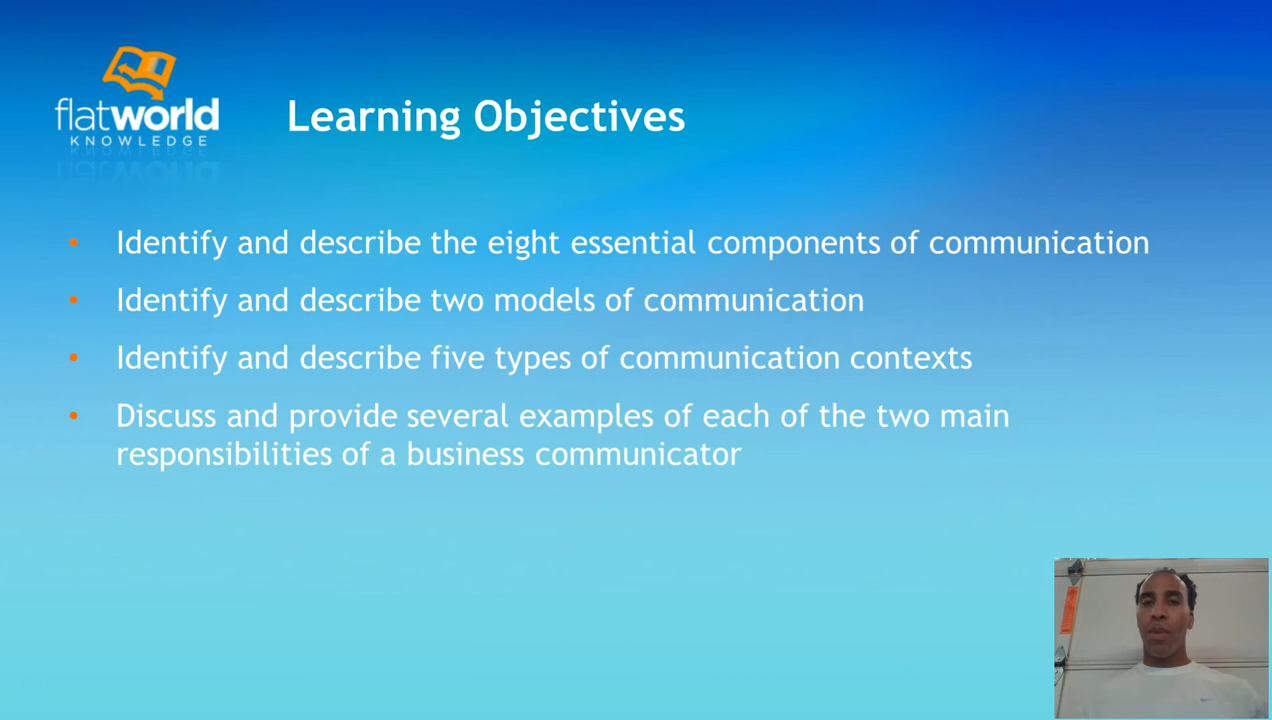 flatworld
KNOWLEDGE
Learning Objectives
• Identify and describe the eight essential components of communication
• Identify and describe two models of communication
• Identify and describe five types of communication contexts
• Discuss and provide several examples of each of the two main
responsibilities of a business communicator